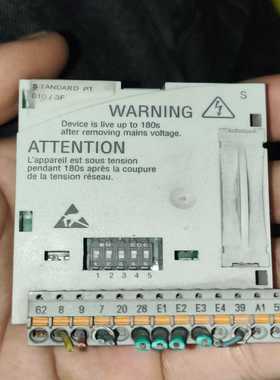 STANDARD PT
S
WARNING
Device is live up to 180s
after removing mains voltage.
ATTENTION
L'appareil est sous tension
pendant 180s après la coupure
de la tension réseau.
1 2 3 4 5
62 8 9 7 20 28 E1 E2 E3 E4 39 A1 5